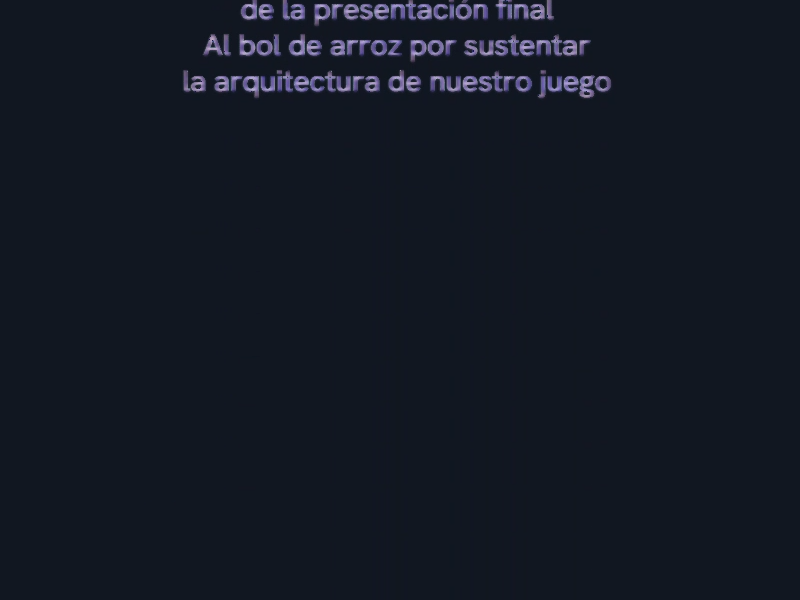 de la presentación final
Al bol de arroz por sustentar
la arquitectura de nuestro juego